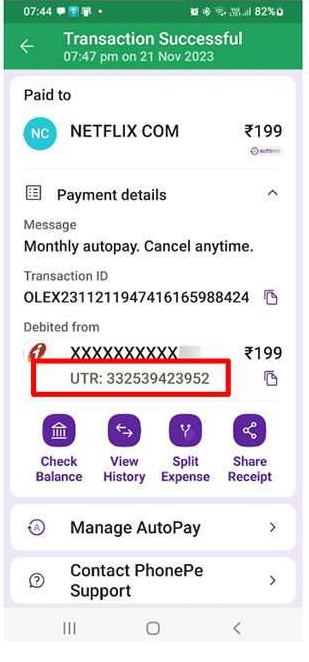 07:44 82%
Transaction Successful
07:47 pm on 21 Nov 2023
Paid to
NC NETFLIX COM ₹199
AUTOPAY
Payment details
Message
Monthly autopay. Cancel anytime.
Transaction ID
OLEX2311211947416165988424
Debited from
XXXXXXXXXX ₹199
UTR: 332539423952
Check Balance
View History
Split Expense
Share Receipt
Manage AutoPay
Contact PhonePe
Support